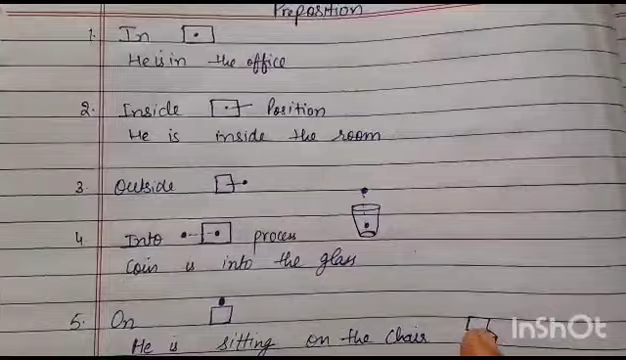 Preposition
1. In
He is in the office
2. Inside Position
He is inside the room
3. Outside
4. Into process
Coin is into the glass
5. On
He is sitting on the chair
InShOt